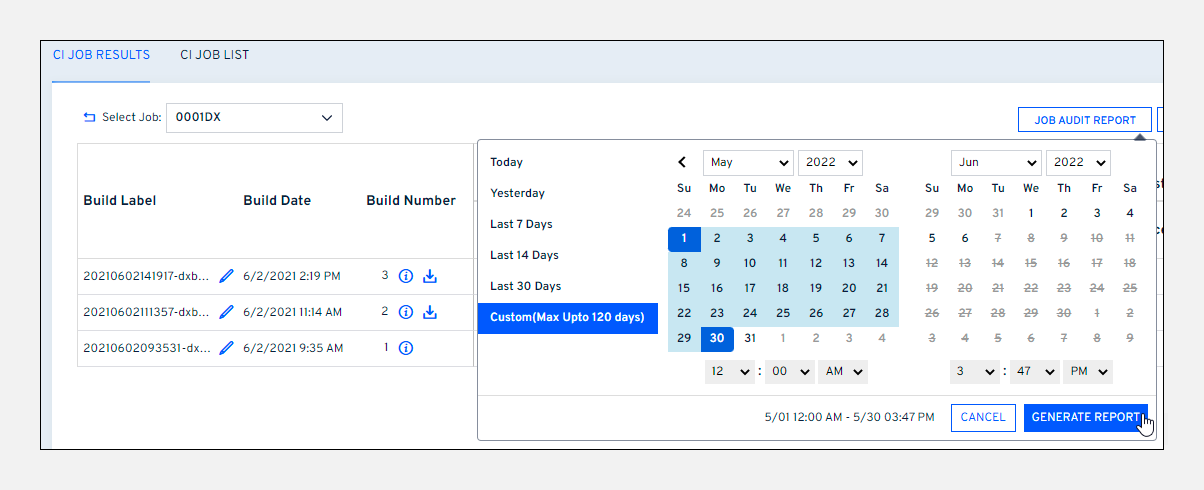 CI JOB RESULTS CI JOB LIST
Select Job: 0001DX
JOB AUDIT REPORT
Build Label Build Date Build Number
20210602141917-dxb... 6/2/2021 2:19 PM 3
20210602111357-dxb... 6/2/2021 11:14 AM 2
20210602093531-dx... 6/2/2021 9:35 AM 1
Today
Yesterday
Last 7 Days
Last 14 Days
Last 30 Days
Custom(Max Upto 120 days)
May 2022
Su Mo Tu We Th Fr Sa
24 25 26 27 28 29 30
1 2 3 4 5 6 7
8 9 10 11 12 13 14
15 16 17 18 19 20 21
22 23 24 25 26 27 28
29 30 31 1 2 3 4
12 : 00 AM
Jun 2022
Su Mo Tu We Th Fr Sa
29 30 31 1 2 3 4
5 6 7 8 9 10 11
12 13 14 15 16 17 18
19 20 21 22 23 24 25
26 27 28 29 30 1 2
3 4 5 6 7 8 9
3 : 47 PM
5/01 12:00 AM - 5/30 03:47 PM CANCEL GENERATE REPORT